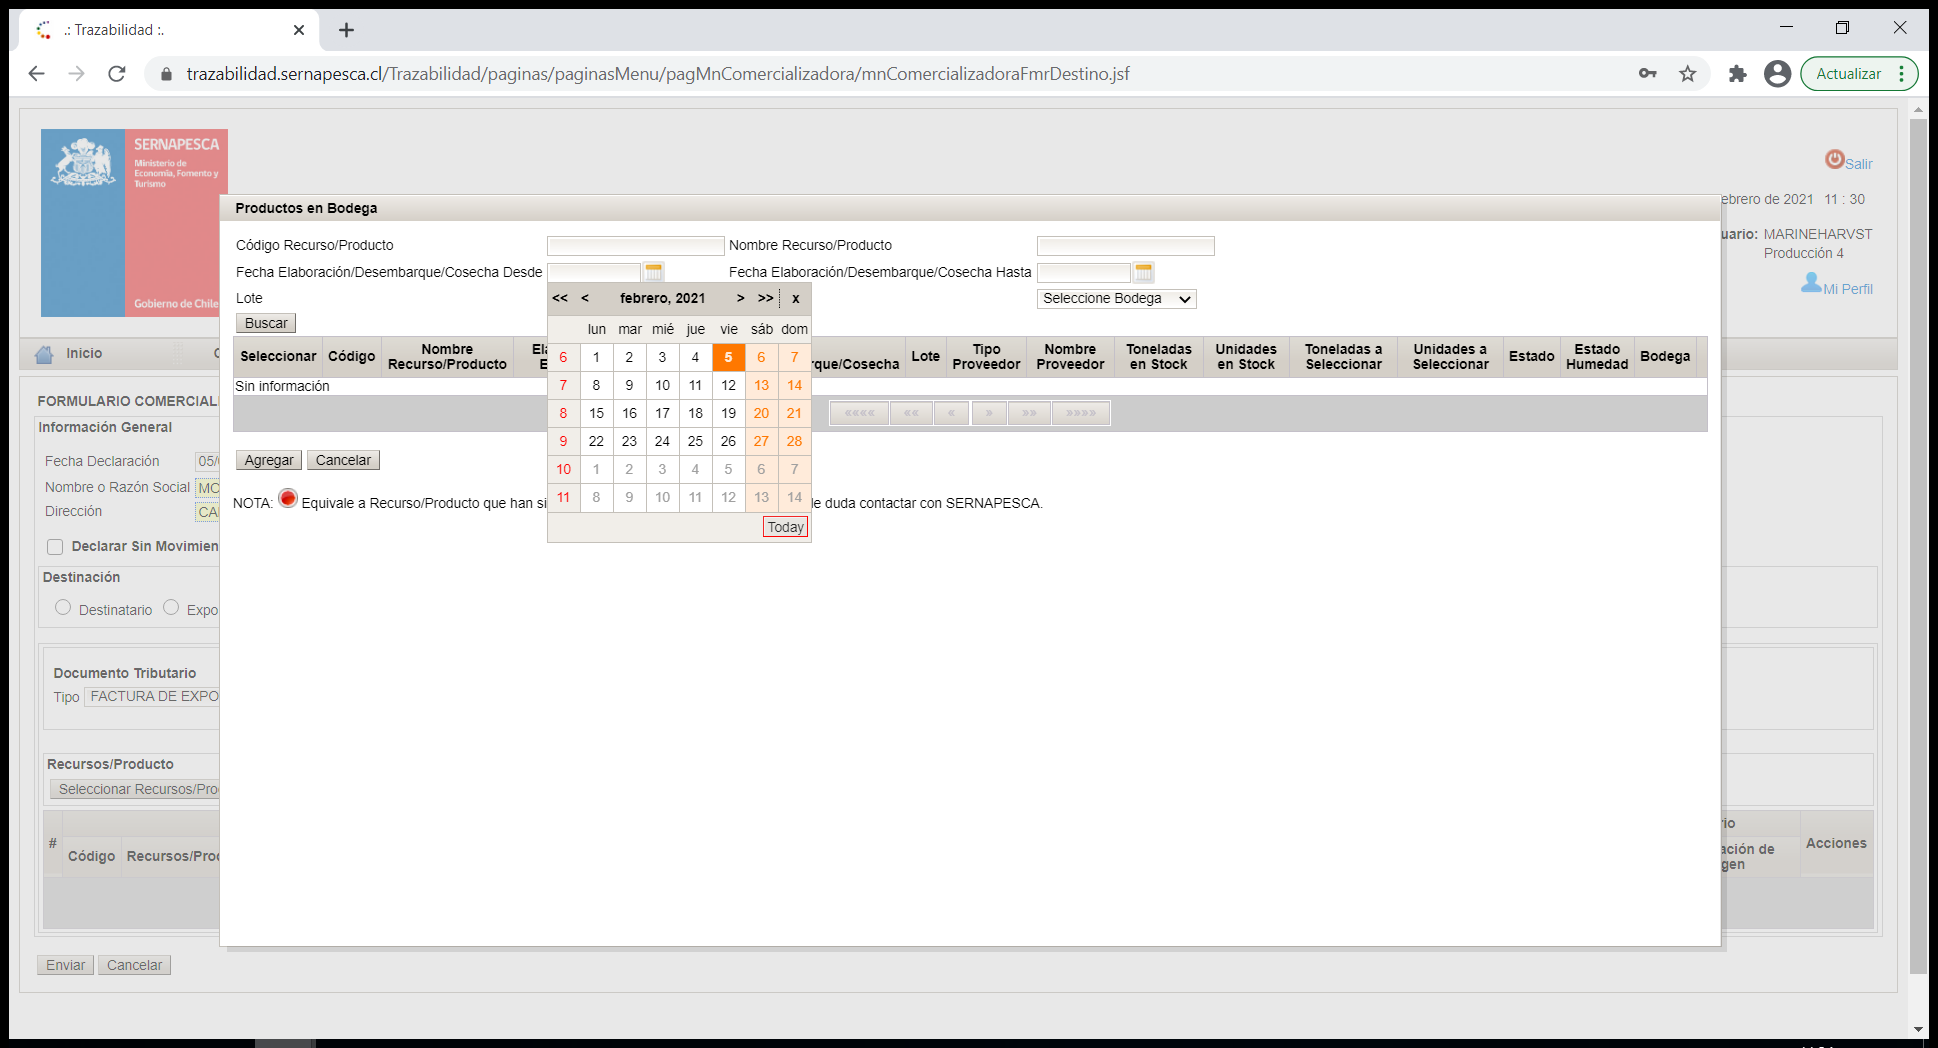 .: Trazabilidad :.
trazabilidad.sernapesca.cl/Trazabilidad/paginas/paginasMenu/pagMnComercializadora/mnComercializadoraFmrDestino.jsf
Actualizar
SERNAPESCA
Ministerio de
Economía, Fomento y
Turismo
Gobierno de Chile
Salir
ebrero de 2021 11 : 30
uario: MARINEHARVST
Producción 4
Mi Perfil
Inicio
Productos en Bodega
Código Recurso/Producto
Nombre Recurso/Producto
Fecha Elaboración/Desembarque/Cosecha Desde
Fecha Elaboración/Desembarque/Cosecha Hasta
Lote
Seleccione Bodega
Buscar
<< < febrero, 2021 > >> x
lun mar mié jue vie sáb dom
6 1 2 3 4 5 6 7
7 8 9 10 11 12 13 14
8 15 16 17 18 19 20 21
9 22 23 24 25 26 27 28
10 1 2 3 4 5 6 7
11 8 9 10 11 12 13 14
Today
Seleccionar Código Nombre Recurso/Producto rque/Cosecha Lote Tipo Proveedor Nombre Proveedor Toneladas en Stock Unidades en Stock Toneladas a Seleccionar Unidades a Seleccionar Estado Estado Humedad Bodega
Sin información
«««« «« « » »» »»»»
Agregar Cancelar
NOTA: Equivale a Recurso/Producto que han si
e duda contactar con SERNAPESCA.
FORMULARIO COMERCIAL
Información General
Fecha Declaración 05/
Nombre o Razón Social MO
Dirección CA
Declarar Sin Movimien
Destinación
Destinatario Expo
Documento Tributario
Tipo FACTURA DE EXPO
Recursos/Producto
Seleccionar Recursos/Pro
# Código Recursos/Prod
rio
ación de
gen
Acciones
Enviar Cancelar